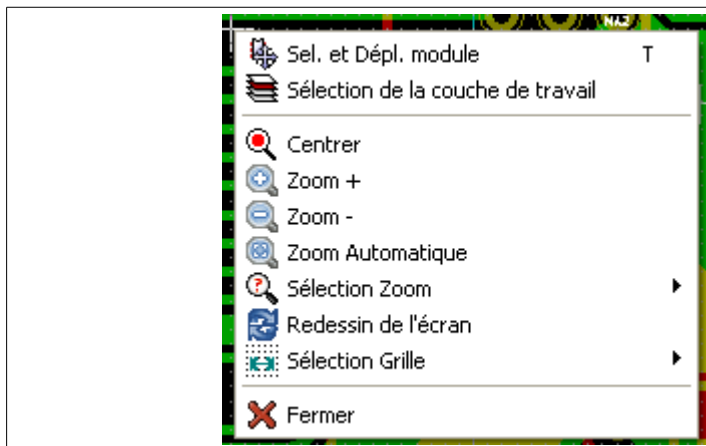 Sel. et Dépl. module T
Sélection de la couche de travail
Centrer
Zoom +
Zoom -
Zoom Automatique
Sélection Zoom
Redessin de l'écran
Sélection Grille
Fermer